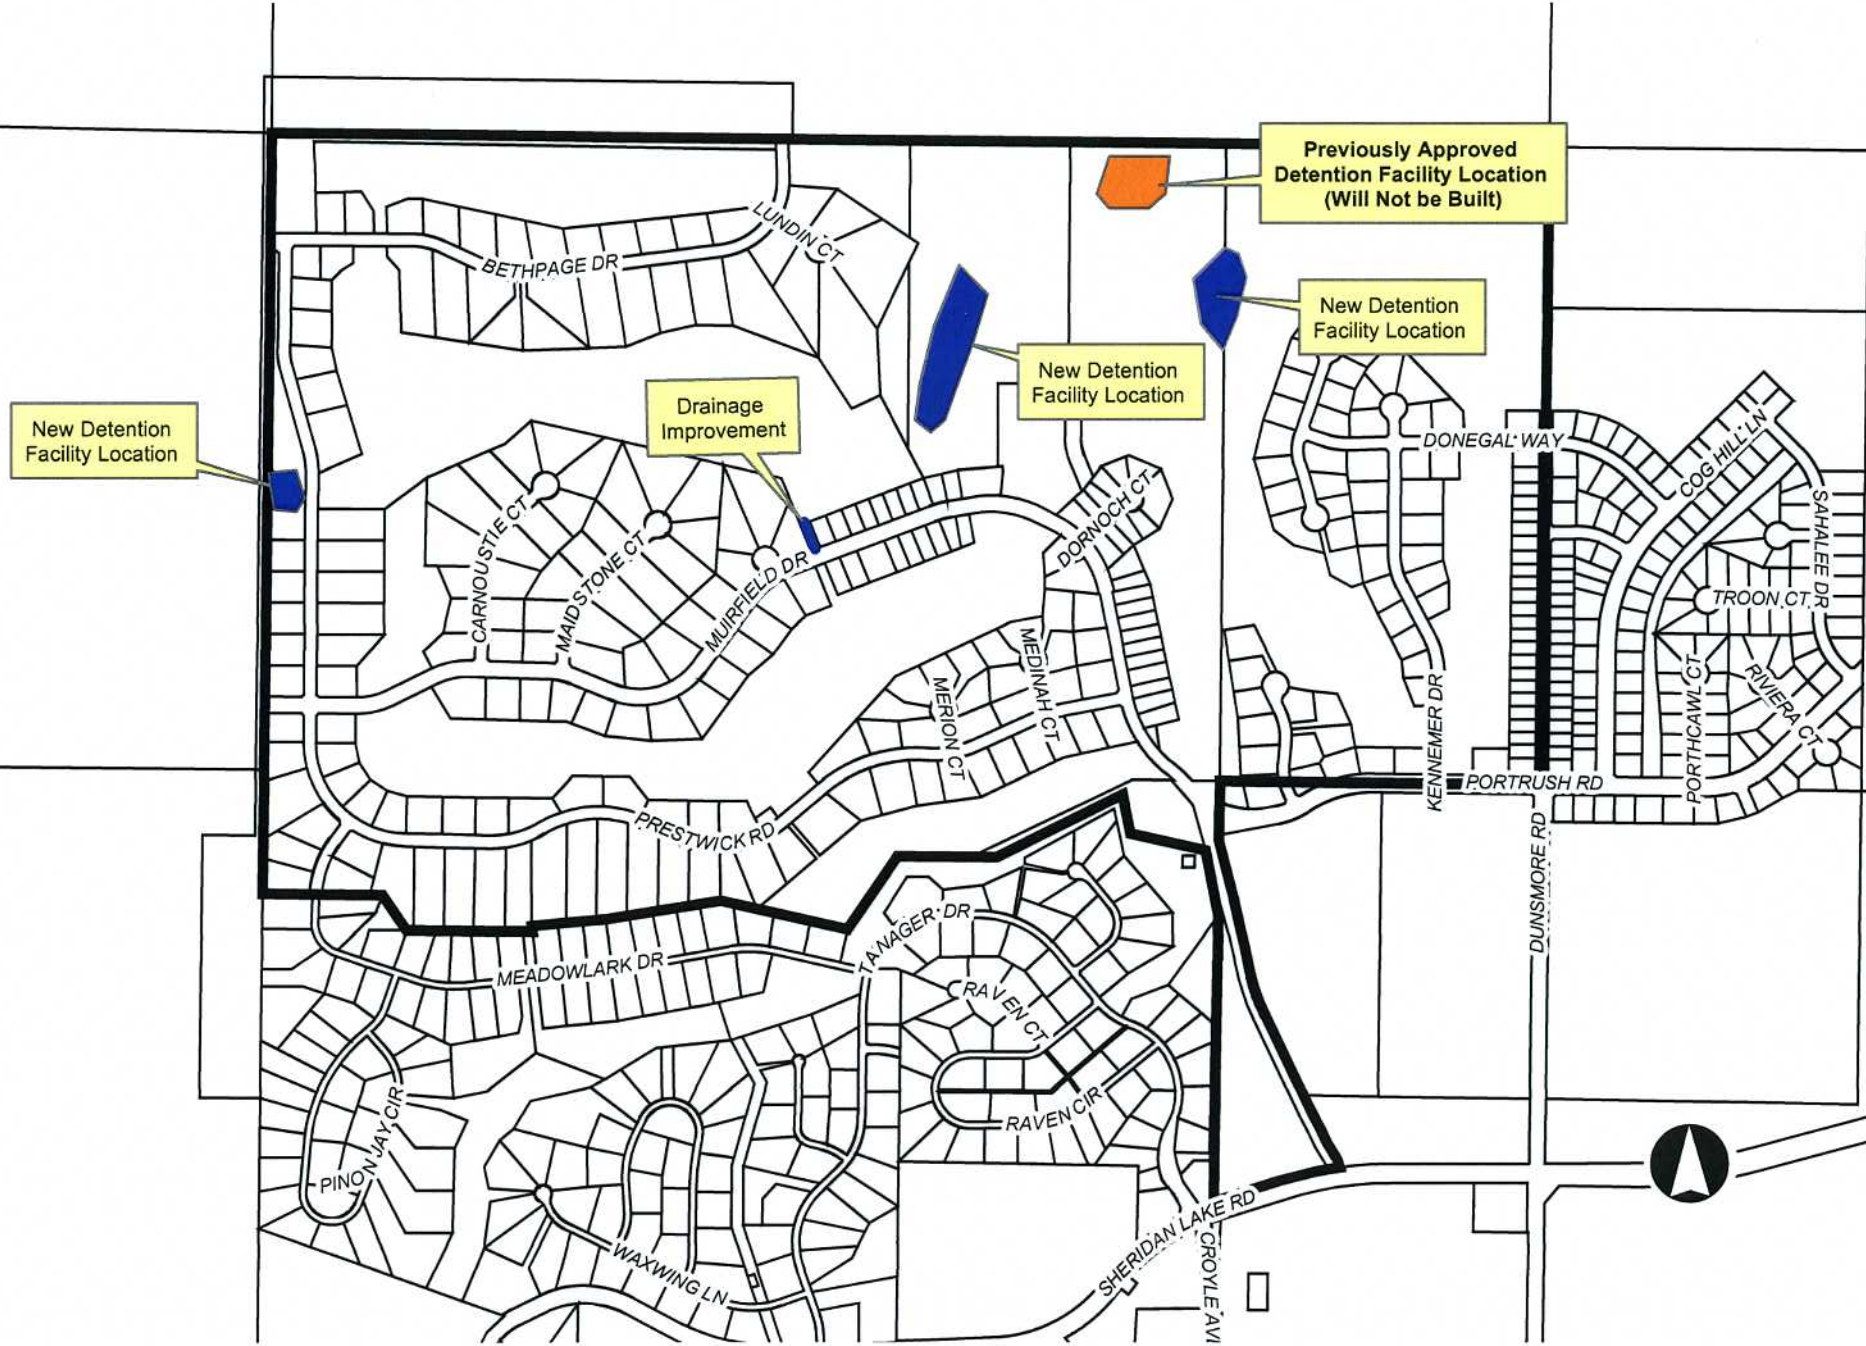 Previously Approved
Detention Facility Location
(Will Not be Built)
LUNDIN CT
BETHPAGE DR
New Detention
Facility Location
New Detention
Facility Location
Drainage
Improvement
New Detention
Facility Location
DONEGAL WAY
COG HILL LN
SAHALEE DR
CARNOUSTIE CT
MAIDSTONE CT
MUIRFIELD DR
DORNOCH CT
TROON CT
MEDINAH CT
MERION CT
KENNEMER DR
PORTCAWL CT
RIVIERA CT
PORTRUSH RD
PRESTWICK RD
DUNSMORE RD
TANAGER DR
MEADOWLARK DR
RAVEN CT
RAVEN CIR
PINON JAY CIR
WAXWING LN
SHERIDAN LAKE RD
CROYLE AV